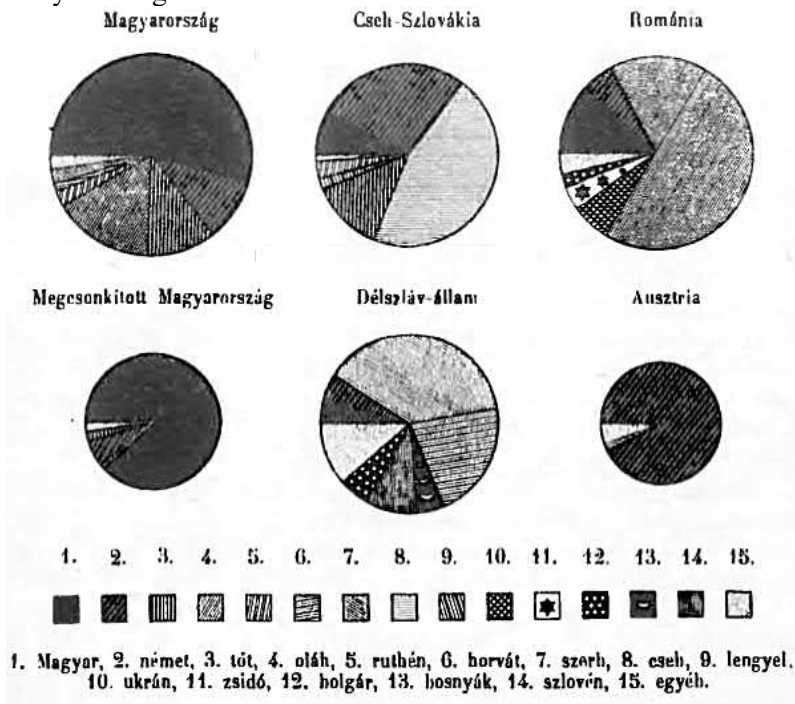 Magyarország Cseh-Szlovákia Románia
Megcsonkított Magyarország Délszláv-állam Ausztria
1. 2. 3. 4. 5. 6. 7. 8. 9. 10. 11. 12. 13. 14. 15.
1. Magyar, 2. német, 3. tót, 4. oláh, 5. ruthén, 6. horvát, 7. szerb, 8. cseh, 9. lengyel,
10. ukrán, 11. zsidó, 12. bolgár, 13. bosnyák, 14. szlovén, 15. egyéb.